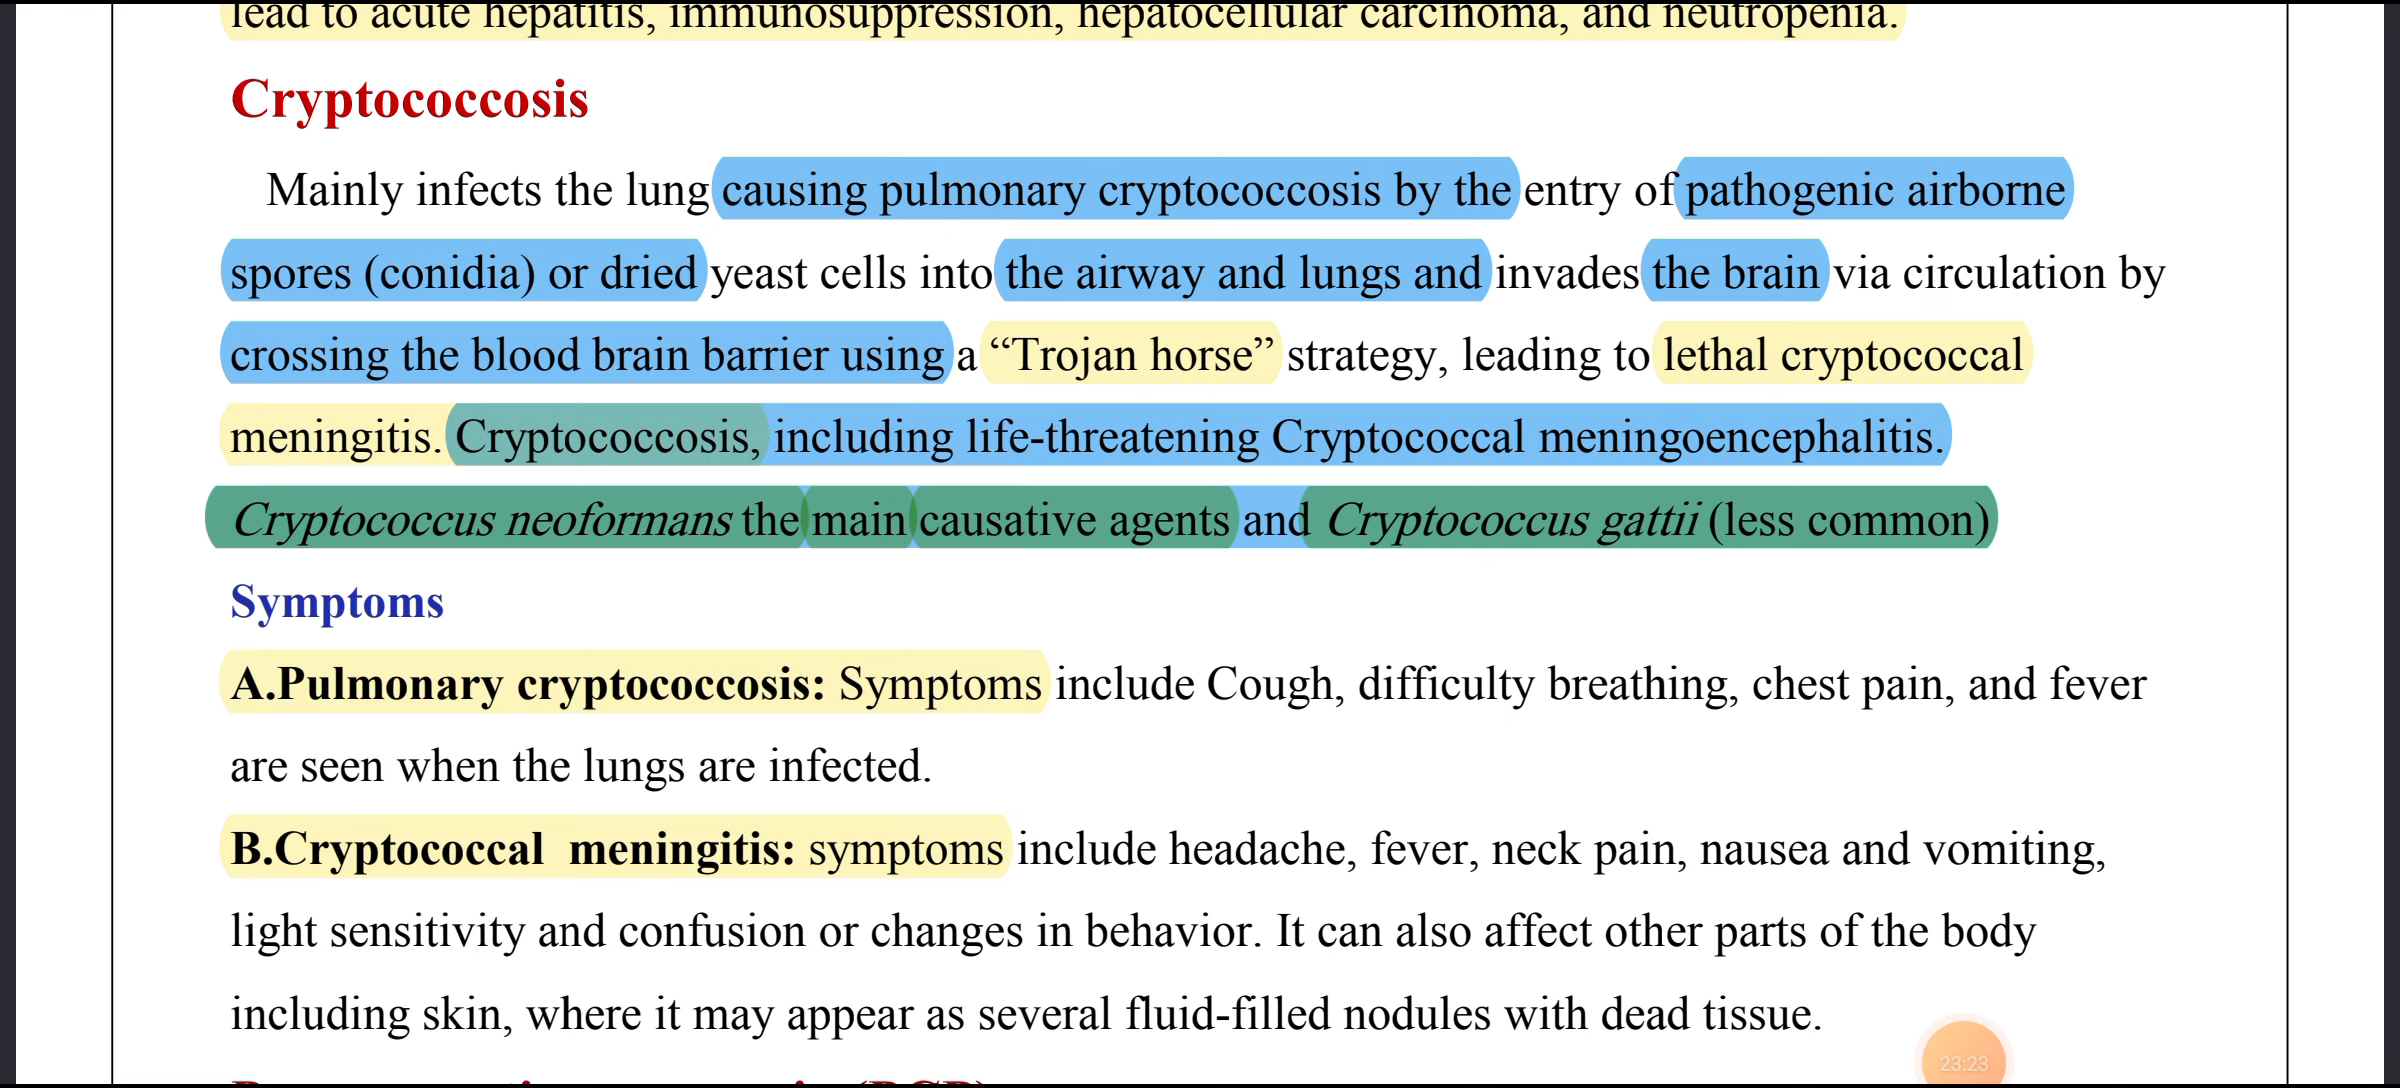 lead to acute hepatitis, immunosuppression, hepatocellular carcinoma, and neutropenia.
Cryptococcosis
Mainly infects the lung causing pulmonary cryptococcosis by the entry of pathogenic airborne
spores (conidia) or dried yeast cells into the airway and lungs and invades the brain via circulation by
crossing the blood brain barrier using a “Trojan horse” strategy, leading to lethal cryptococcal
meningitis. Cryptococcosis, including life-threatening Cryptococcal meningoencephalitis.
Cryptococcus neoformans the main causative agents and Cryptococcus gattii (less common)
Symptoms
A.Pulmonary cryptococcosis: Symptoms include Cough, difficulty breathing, chest pain, and fever
are seen when the lungs are infected.
B.Cryptococcal meningitis: symptoms include headache, fever, neck pain, nausea and vomiting,
light sensitivity and confusion or changes in behavior. It can also affect other parts of the body
including skin, where it may appear as several fluid-filled nodules with dead tissue.
23:23